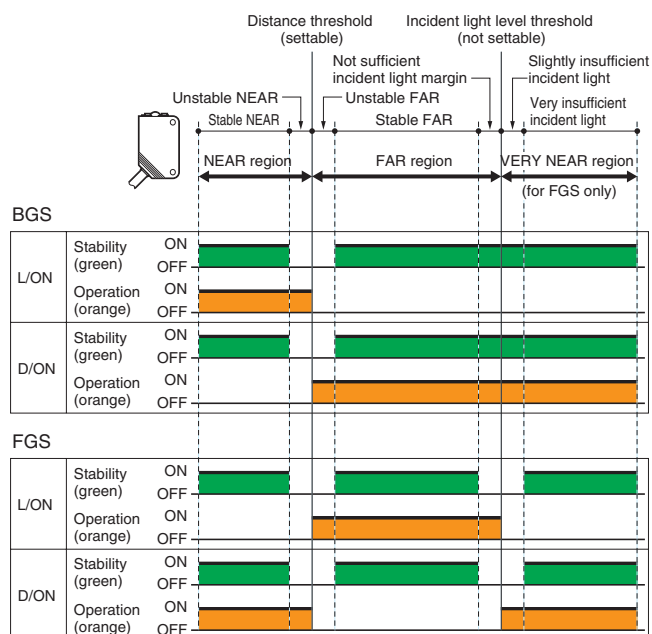 Distance threshold
(settable)
Incident light level threshold
(not settable)
Not sufficient
incident light margin
Slightly insufficient
incident light
Unstable NEAR
Unstable FAR
Very insufficient
incident light
Stable NEAR
Stable FAR
NEAR region
FAR region
VERY NEAR region
(for FGS only)
BGS
L/ON
Stability
(green)
ON
OFF
Operation
(orange)
ON
OFF
D/ON
Stability
(green)
ON
OFF
Operation
(orange)
ON
OFF
FGS
L/ON
Stability
(green)
ON
OFF
Operation
(orange)
ON
OFF
D/ON
Stability
(green)
ON
OFF
Operation
(orange)
ON
OFF